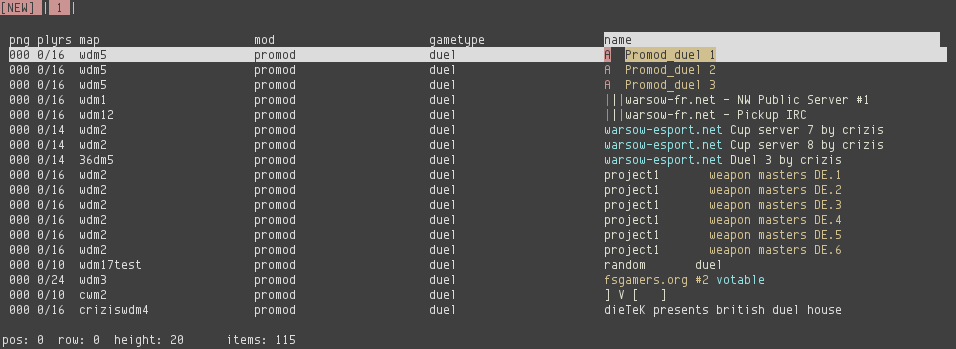 [NEW] | 1 |
png plyrs map mod gametype name
000 0/16 wdm5 promod duel A Promod_duel 1
000 0/16 wdm5 promod duel A Promod_duel 2
000 0/16 wdm5 promod duel A Promod_duel 3
000 0/16 wdm1 promod duel |||warsow-fr.net - NW Public Server #1
000 0/16 wdm12 promod duel |||warsow-fr.net - Pickup IRC
000 0/14 wdm2 promod duel warsow-esport.net Cup server 7 by crizis
000 0/14 wdm2 promod duel warsow-esport.net Cup server 8 by crizis
000 0/14 36dm5 promod duel warsow-esport.net Duel 3 by crizis
000 0/16 wdm2 promod duel project1 weapon masters DE.1
000 0/16 wdm2 promod duel project1 weapon masters DE.2
000 0/16 wdm2 promod duel project1 weapon masters DE.3
000 0/16 wdm2 promod duel project1 weapon masters DE.4
000 0/16 wdm2 promod duel project1 weapon masters DE.5
000 0/16 wdm2 promod duel project1 weapon masters DE.6
000 0/10 wdm17test promod duel random duel
000 0/24 wdm3 promod duel fsgamers.org #2 votable
000 0/10 cwm2 promod duel ] V [ ]
000 0/16 criziswdm4 promod duel dieTeK presents british duel house
pos: 0 row: 0 height: 20 items: 115